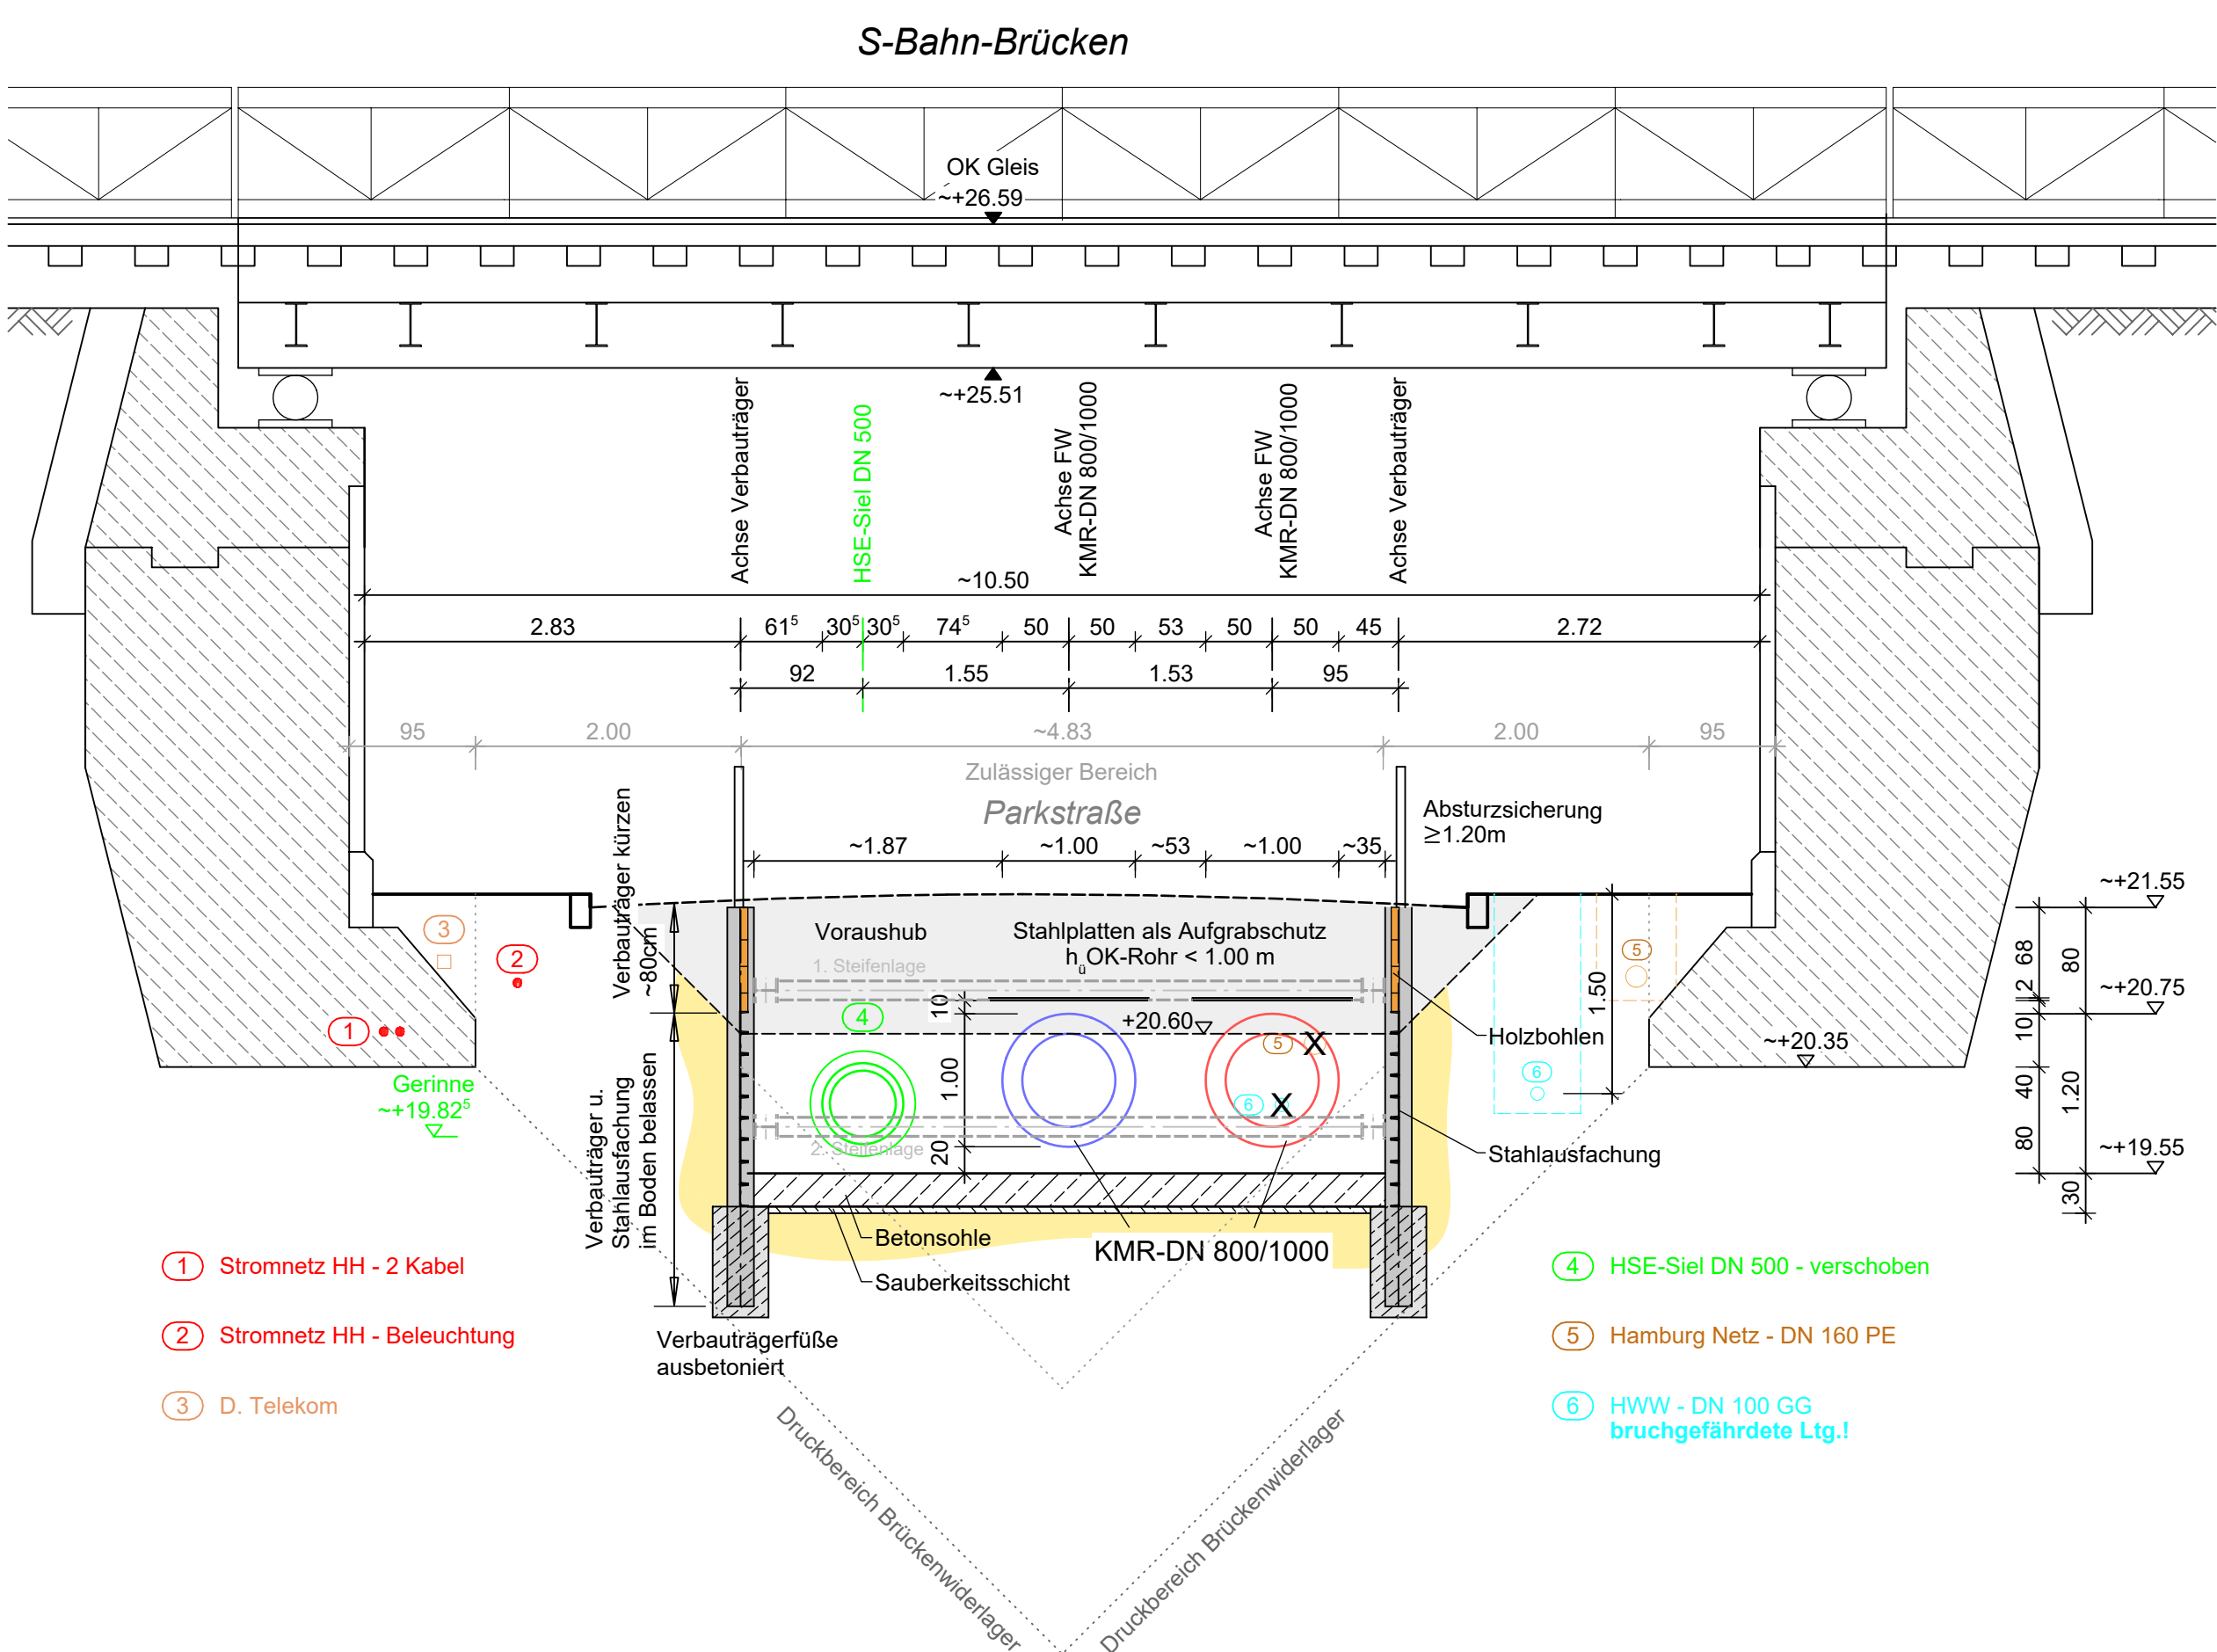 S-Bahn-Brücken
OK Gleis
~+26.59
~+25.51
Achse Verbauträger
HSE-Siel DN 500
Achse FW
KMR-DN 800/1000
Achse FW
KMR-DN 800/1000
Achse Verbauträger
~10.50
2.83
61⁵
30⁵
30⁵
74⁵
50
50
53
50
50
45
2.72
92
1.55
1.53
95
95
2.00
~4.83
2.00
95
Zulässiger Bereich
Parkstraße
~1.87
~1.00
~53
~1.00
~35
Absturzsicherung
≥1.20m
Verbauträger kürzen
~80cm
Voraushub
1. Steifenlage
Stahlplatten als Aufgrabschutz
hüOK-Rohr < 1.00 m
3
2
1
4
10
+20.60
5
X
1.00
6
X
20
2. Steifenlage
Holzbohlen
Stahlausfachung
1.50
5
6
~+20.35
~+21.55
~+20.75
~+19.55
68
2
10
40
80
80
1.20
30
Gerinne
~+19.82⁵
Verbauträger u.
Stahlausfachung
im Boden belassen
Betonsohle
Sauberkeitsschicht
KMR-DN 800/1000
Verbauträgerfüße
ausbetoniert
1 Stromnetz HH - 2 Kabel
2 Stromnetz HH - Beleuchtung
3 D. Telekom
4 HSE-Siel DN 500 - verschoben
5 Hamburg Netz - DN 160 PE
6 HWW - DN 100 GG
bruchgefährdete Ltg.!
Druckbereich Brückenwiderlager
Druckbereich Brückenwiderlager